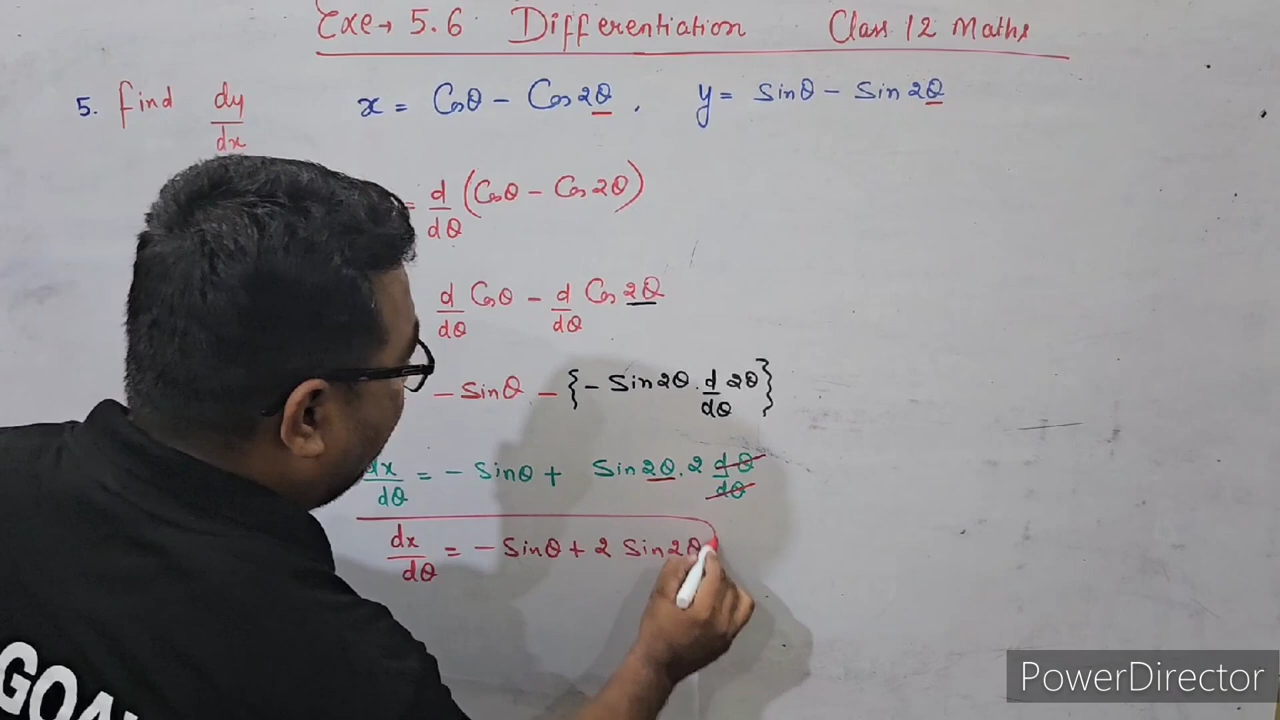 Exe → 5.6 Differentiation Class 12 Maths
5. find dy/dx x = Cosθ - Cos2θ , y = Sinθ - Sin2θ
= d/dθ (Cosθ - Cos2θ)
d/dθ Cosθ - d/dθ Cos2θ
- Sinθ - {- Sin2θ . d/dθ 2θ}
dx/dθ = - Sinθ + Sin2θ . 2 dθ/dθ
dx/dθ = - Sinθ + 2 Sin2θ
PowerDirector